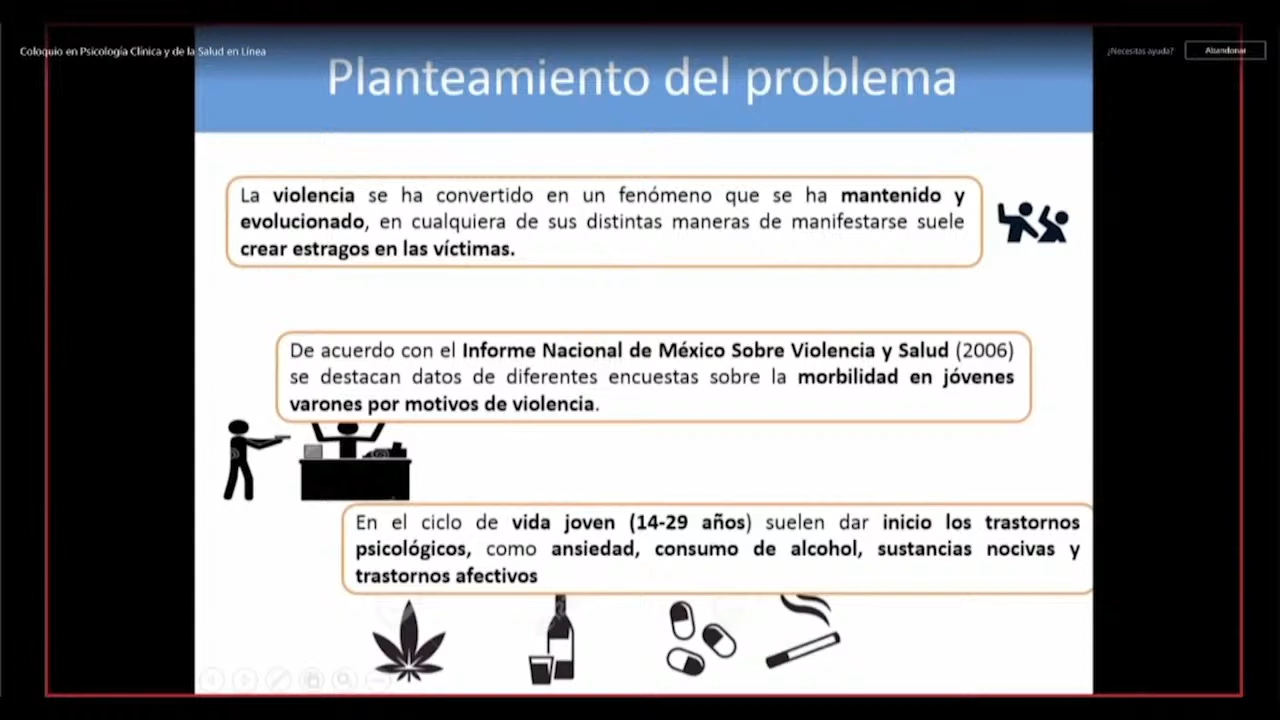 Coloquio en Psicología Clínica y de la Salud en Línea
¿Necesitas ayuda?
Abandonar
Planteamiento del problema
La violencia se ha convertido en un fenómeno que se ha mantenido y
evolucionado, en cualquiera de sus distintas maneras de manifestarse suele
crear estragos en las víctimas.
De acuerdo con el Informe Nacional de México Sobre Violencia y Salud (2006)
se destacan datos de diferentes encuestas sobre la morbilidad en jóvenes
varones por motivos de violencia.
En el ciclo de vida joven (14-29 años) suelen dar inicio los trastornos
psicológicos, como ansiedad, consumo de alcohol, sustancias nocivas y
trastornos afectivos